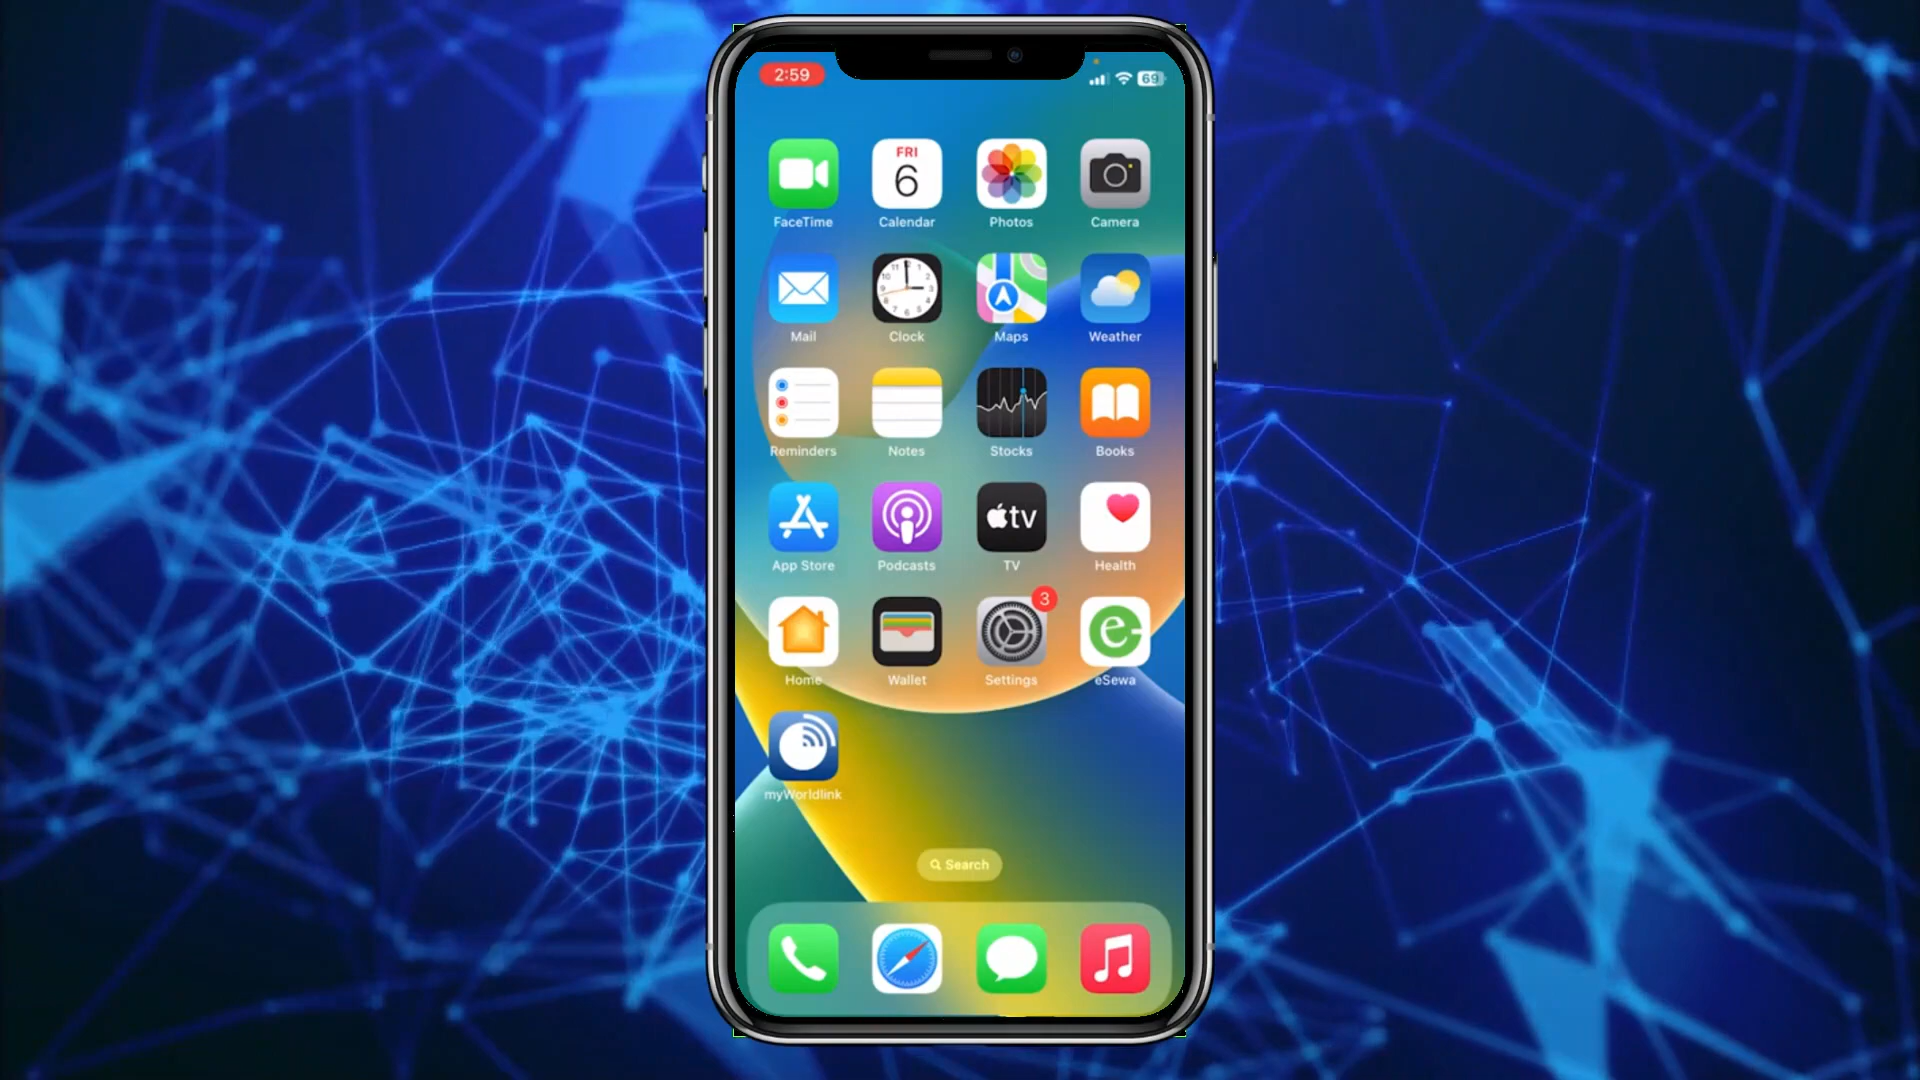 2:59
69
FRI
6
FaceTime Calendar Photos Camera
Mail Clock Maps Weather
Reminders Notes Stocks Books
tv
App Store Podcasts TV Health
3
e
Home Wallet Settings eSewa
myWorldlink
Search